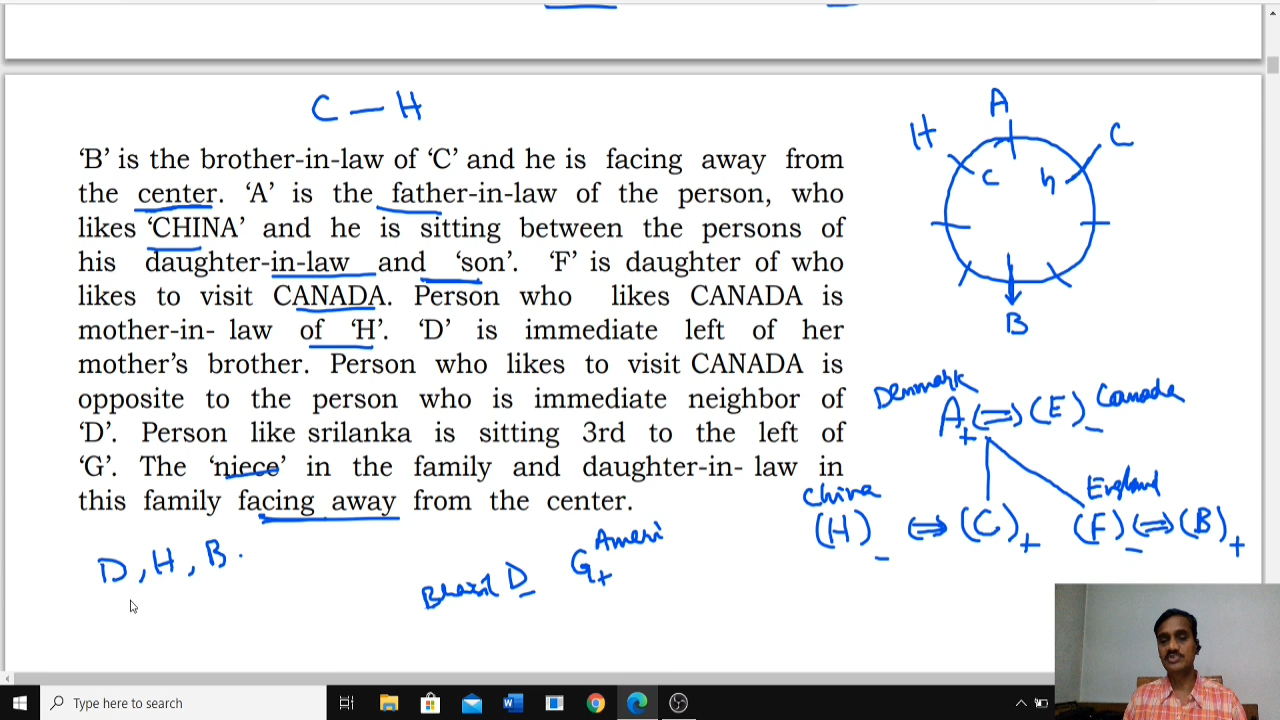 C — H
‘B’ is the brother-in-law of ‘C’ and he is facing away from
the center. ‘A’ is the father-in-law of the person, who
likes ‘CHINA’ and he is sitting between the persons of
his daughter-in-law and ‘son’. ‘F’ is daughter of who
likes to visit CANADA. Person who likes CANADA is
mother-in- law of ‘H’. ‘D’ is immediate left of her
mother’s brother. Person who likes to visit CANADA is
opposite to the person who is immediate neighbor of
‘D’. Person like srilanka is sitting 3rd to the left of
‘G’. The ‘niece’ in the family and daughter-in- law in
this family facing away from the center.
D, H, B.
Brazil D
G+ Ameri
A
H C
c h
B
Denmark Canada
A+ (⇔) (E)-
China England
(H)- ⇔ (C)+ (F)- (⇔) (B)+
Type here to search